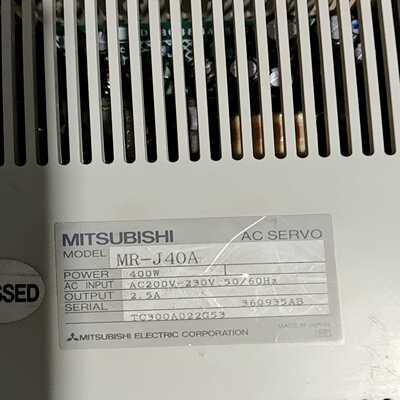 MITSUBISHI AC SERVO
MODEL MR-J40A
POWER 400W
AC INPUT AC200V-230V 50/60Hz
OUTPUT 2.5A
SERIAL 360935AB
TC300A022G53
MITSUBISHI ELECTRIC CORPORATION
MADE IN JAPAN
SSED